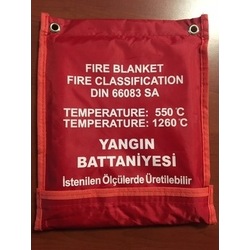 FIRE BLANKET
FIRE CLASSIFICATION
DIN 66083 SA
TEMPERATURE: 550°C
TEMPERATURE: 1260°C
YANGIN
BATTANİYESİ
İstenilen Ölçülerde Üretilebilir